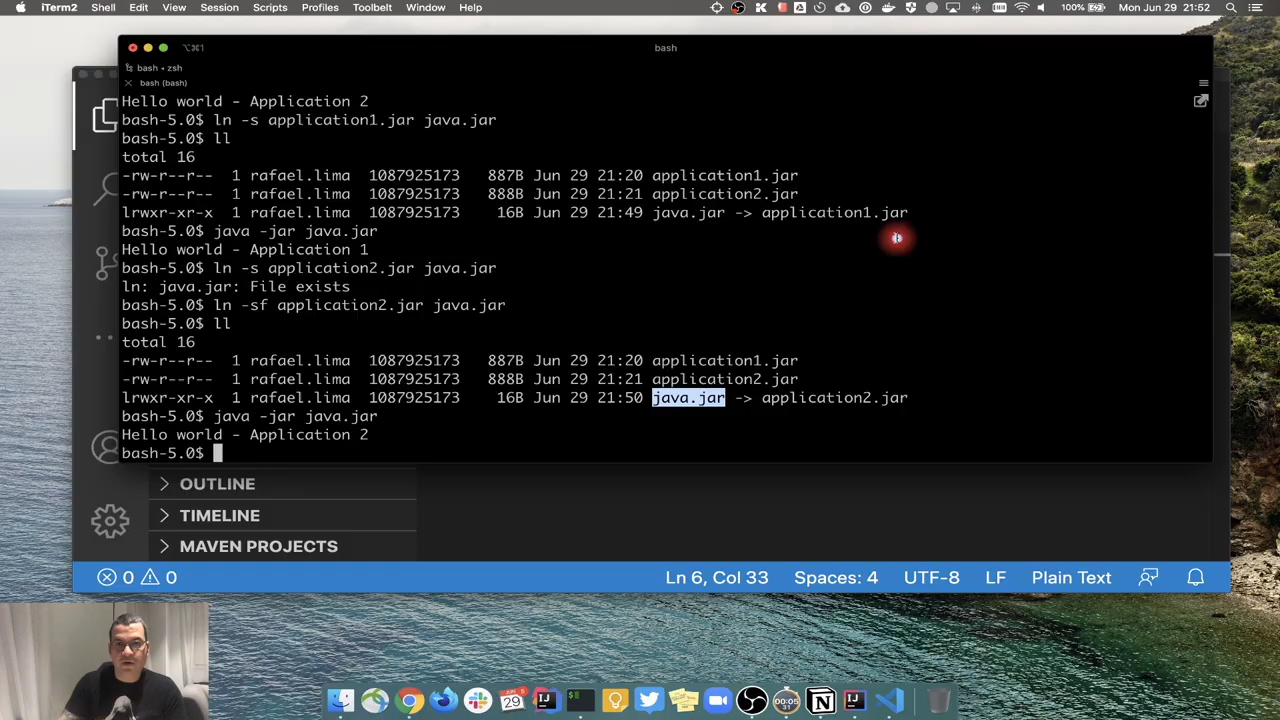 iTerm2 Shell Edit View Session Scripts Profiles Toolbelt Window Help 100% Mon Jun 29 21:52
⌥⌘1 bash
bash • zsh
bash (bash)
Hello world - Application 2
bash-5.0$ ln -s application1.jar java.jar
bash-5.0$ ll
total 16
-rw-r--r-- 1 rafael.lima 1087925173 887B Jun 29 21:20 application1.jar
-rw-r--r-- 1 rafael.lima 1087925173 888B Jun 29 21:21 application2.jar
lrwxr-xr-x 1 rafael.lima 1087925173 16B Jun 29 21:49 java.jar -> application1.jar
bash-5.0$ java -jar java.jar
Hello world - Application 1
bash-5.0$ ln -s application2.jar java.jar
ln: java.jar: File exists
bash-5.0$ ln -sf application2.jar java.jar
bash-5.0$ ll
total 16
-rw-r--r-- 1 rafael.lima 1087925173 887B Jun 29 21:20 application1.jar
-rw-r--r-- 1 rafael.lima 1087925173 888B Jun 29 21:21 application2.jar
lrwxr-xr-x 1 rafael.lima 1087925173 16B Jun 29 21:50 java.jar -> application2.jar
bash-5.0$ java -jar java.jar
Hello world - Application 2
bash-5.0$
OUTLINE
TIMELINE
MAVEN PROJECTS
0 0 Ln 6, Col 33 Spaces: 4 UTF-8 LF Plain Text